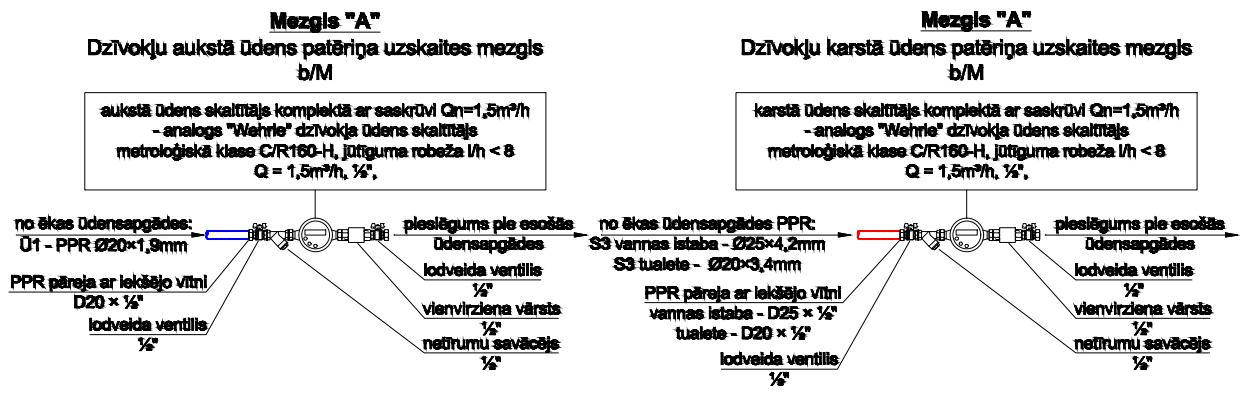 Mezgls "A"
Dzīvokļu aukstā ūdens patēriņa uzskaites mezgls
b/M
aukstā ūdens skaitītājs komplektā ar saskrūvi Qn=1,5m³/h
- analogs "Wehrle" dzīvokļa ūdens skaitītājs
metroloģiskā klase C/R160-H, jūtīguma robeža l/h < 8
Q = 1,5m³/h, ½",
no ēkas ūdensapgādes:
Ū1 - PPR Ø20×1,9mm
PPR pāreja ar iekšējo vītni
D20 × ½"
lodveida ventilis
½"
pieslēgums pie esošās
ūdensapgādes
lodveida ventilis
½"
vienvirziena vārsts
½"
netīrumu savācējs
½"
Mezgls "A"
Dzīvokļu karstā ūdens patēriņa uzskaites mezgls
b/M
karstā ūdens skaitītājs komplektā ar saskrūvi Qn=1,5m³/h
- analogs "Wehrle" dzīvokļa ūdens skaitītājs
metroloģiskā klase C/R160-H, jūtīguma robeža l/h < 8
Q = 1,5m³/h, ½",
no ēkas ūdensapgādes PPR:
S3 vannas istaba - Ø25×4,2mm
S3 tualete - Ø20×3,4mm
PPR pāreja ar iekšējo vītni
vannas istaba - D25 × ½"
tualete - D20 × ½"
lodveida ventilis
½"
pieslēgums pie esošās
ūdensapgādes
lodveida ventilis
½"
vienvirziena vārsts
½"
netīrumu savācējs
½"